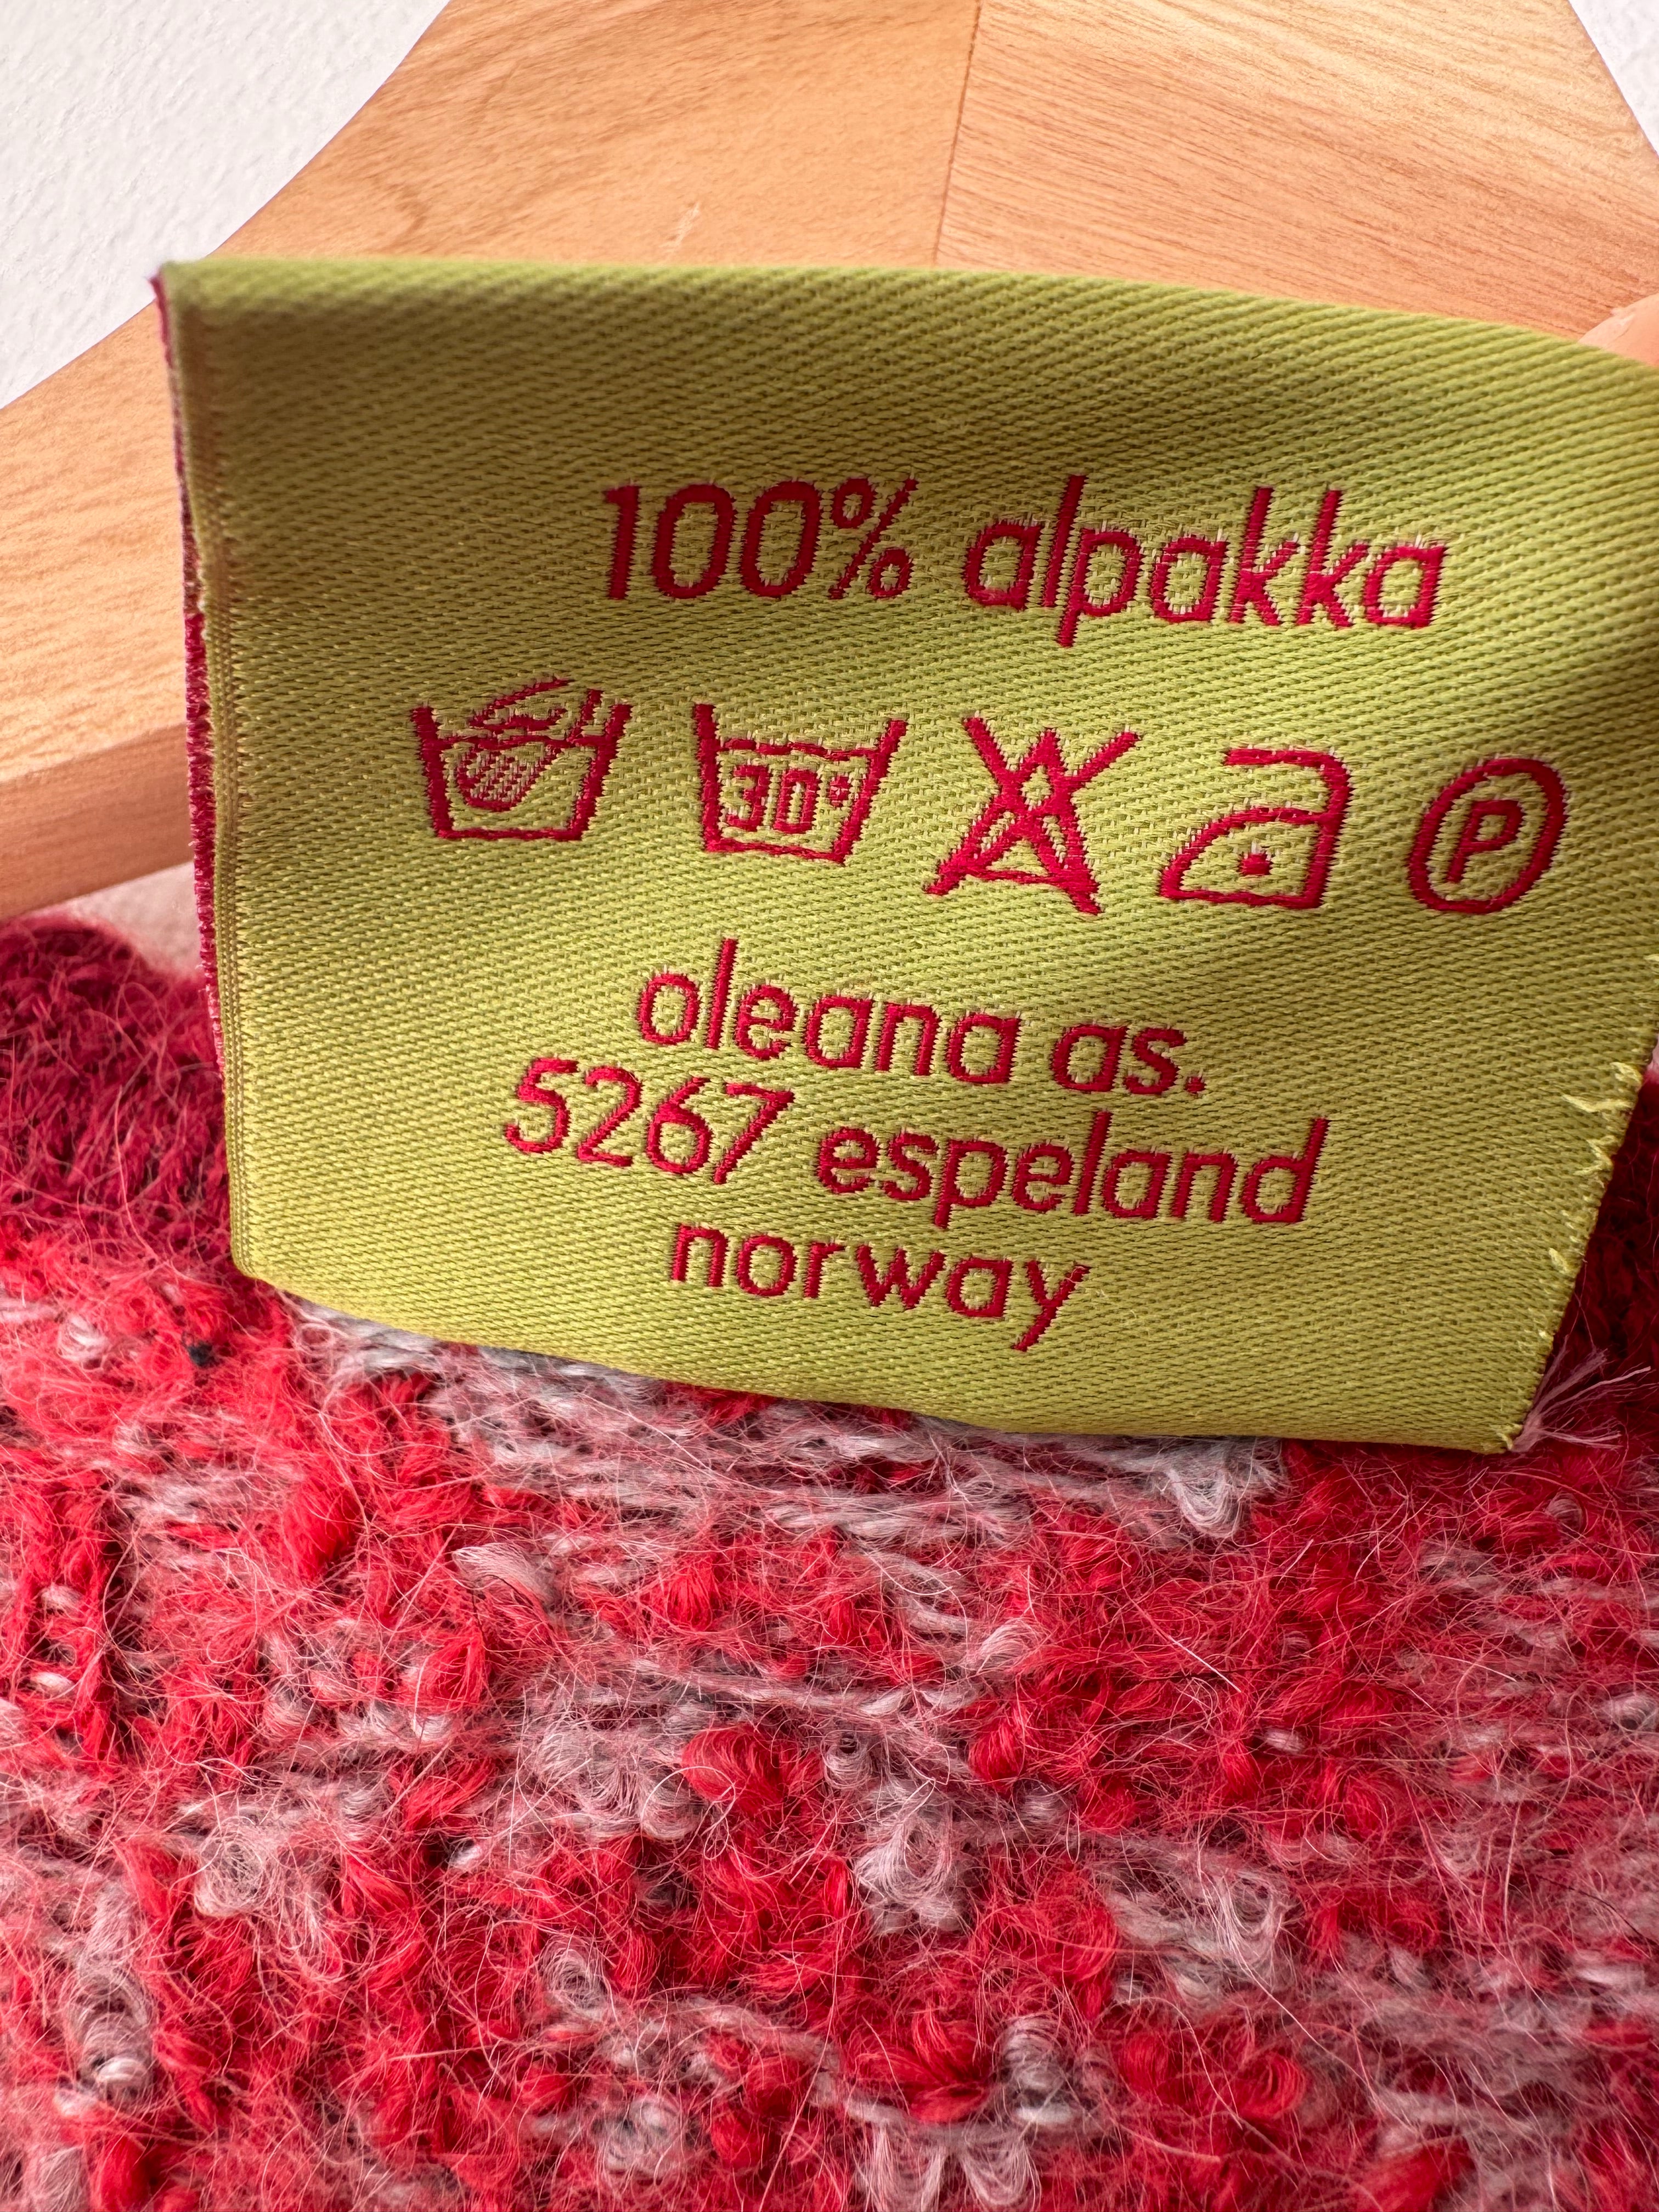 100% alpakka
30°
P
oleana as.
5267 espeland
norway